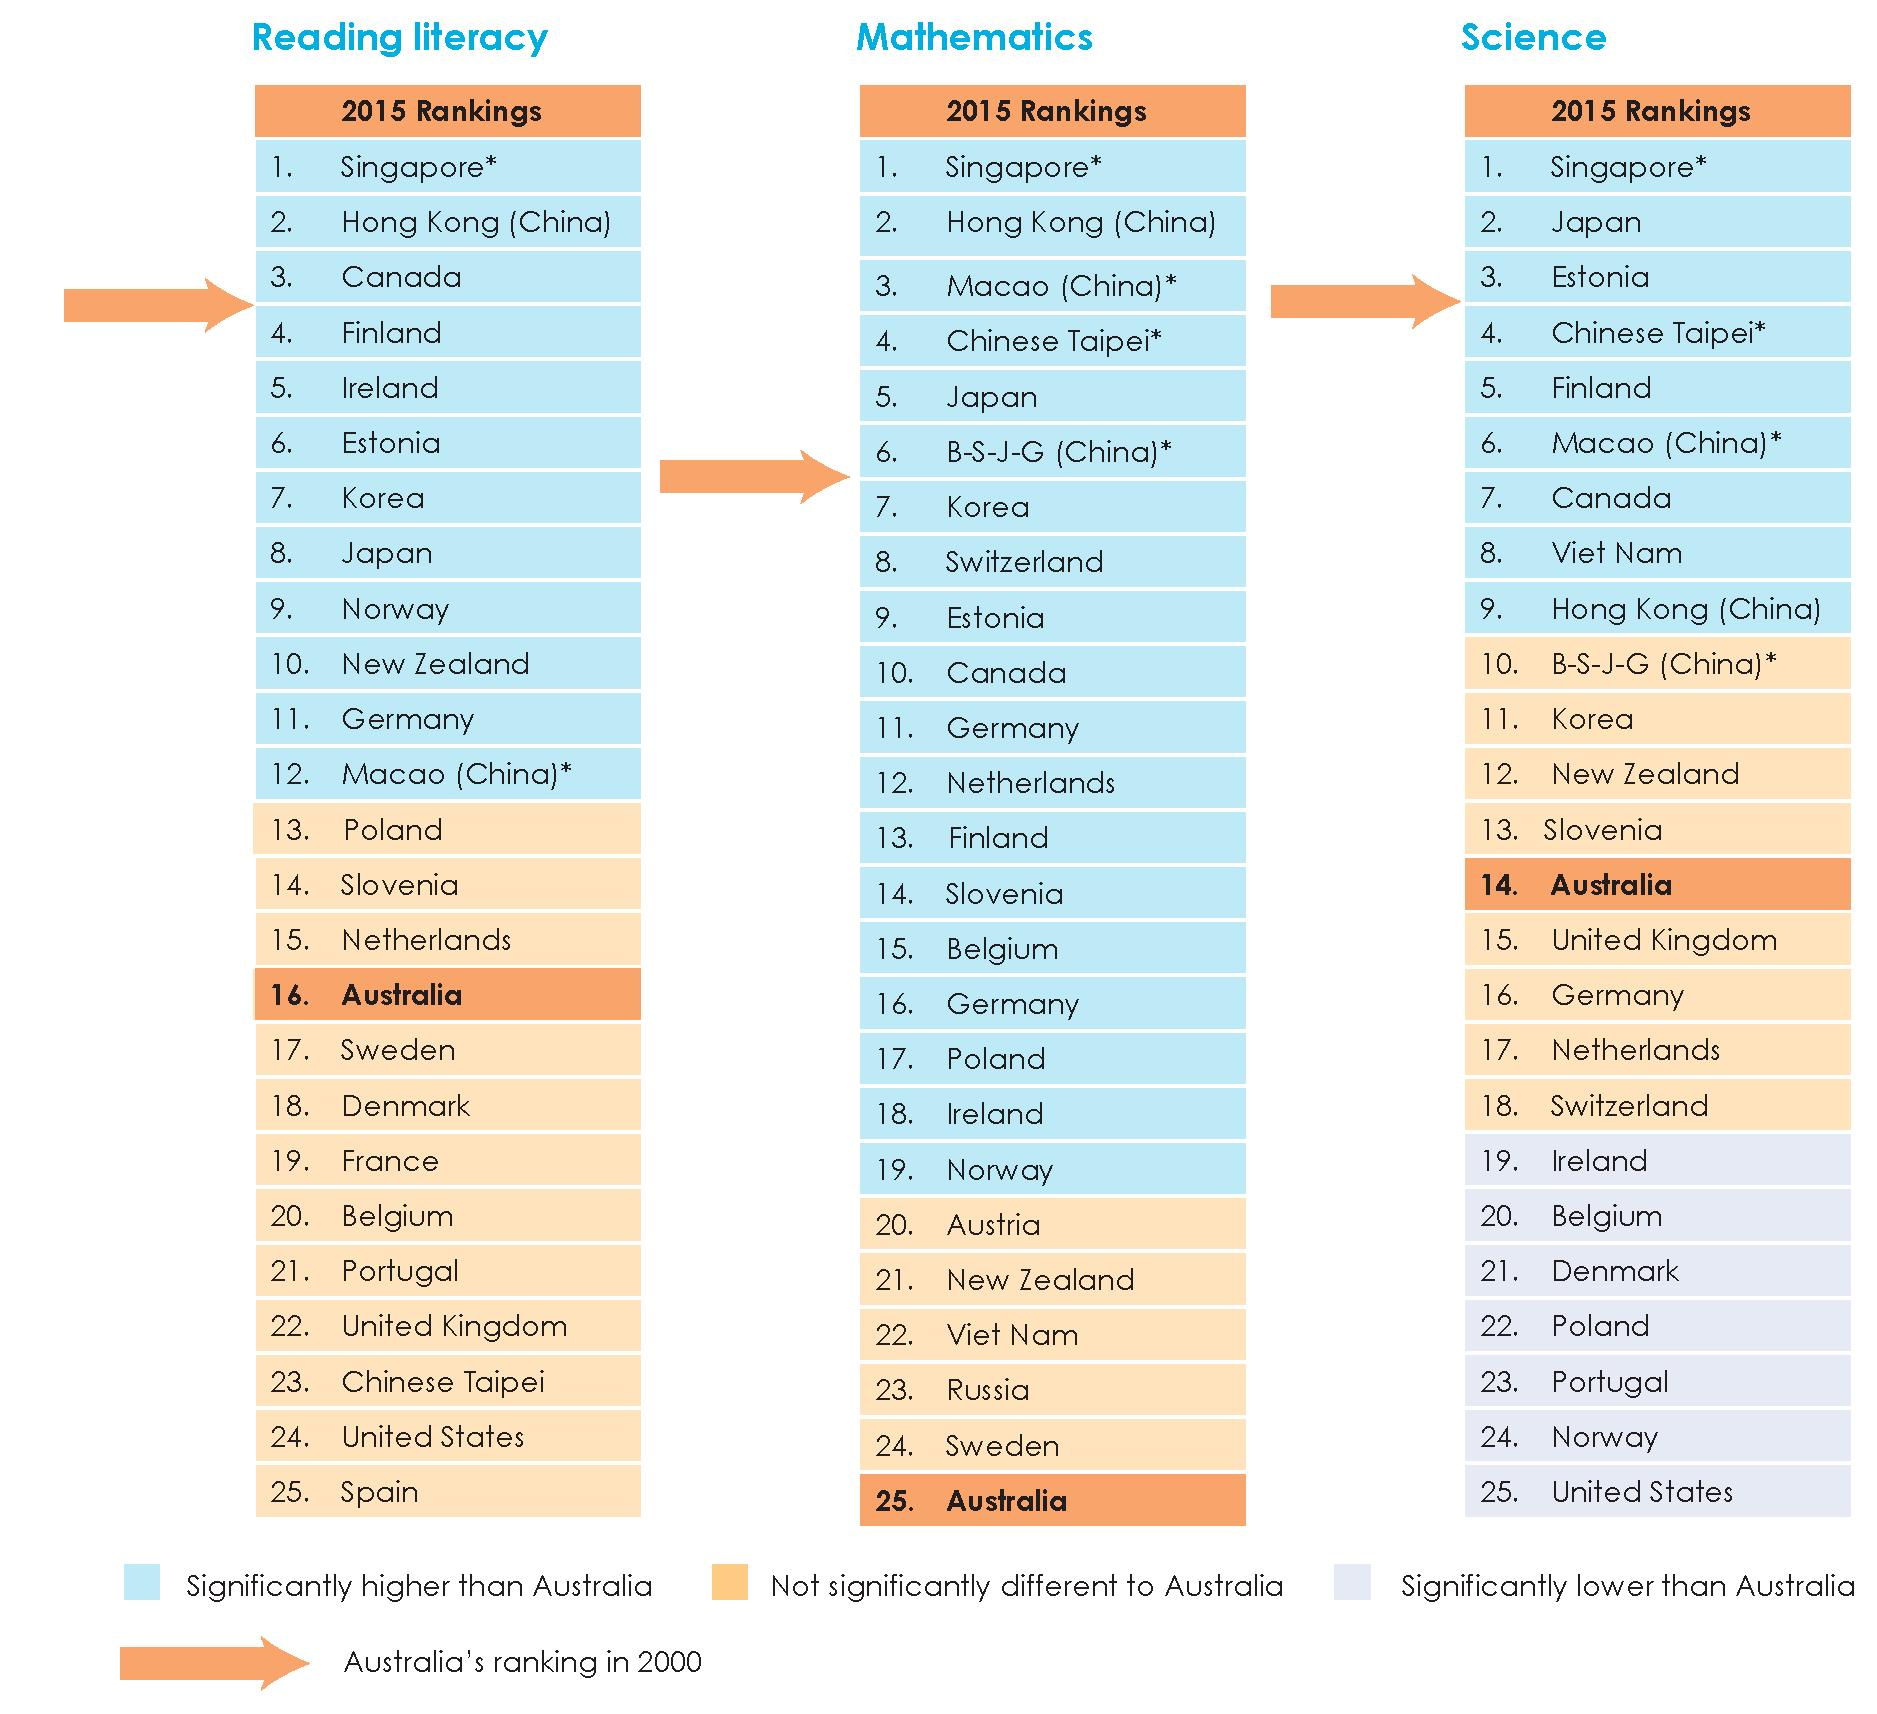 Reading literacy
2015 Rankings
1. Singapore*
2. Hong Kong (China)
3. Canada
4. Finland
5. Ireland
6. Estonia
7. Korea
8. Japan
9. Norway
10. New Zealand
11. Germany
12. Macao (China)*
13. Poland
14. Slovenia
15. Netherlands
16. Australia
17. Sweden
18. Denmark
19. France
20. Belgium
21. Portugal
22. United Kingdom
23. Chinese Taipei
24. United States
25. Spain
Mathematics
2015 Rankings
1. Singapore*
2. Hong Kong (China)
3. Macao (China)*
4. Chinese Taipei*
5. Japan
6. B-S-J-G (China)*
7. Korea
8. Switzerland
9. Estonia
10. Canada
11. Germany
12. Netherlands
13. Finland
14. Slovenia
15. Belgium
16. Germany
17. Poland
18. Ireland
19. Norway
20. Austria
21. New Zealand
22. Viet Nam
23. Russia
24. Sweden
25. Australia
Science
2015 Rankings
1. Singapore*
2. Japan
3. Estonia
4. Chinese Taipei*
5. Finland
6. Macao (China)*
7. Canada
8. Viet Nam
9. Hong Kong (China)
10. B-S-J-G (China)*
11. Korea
12. New Zealand
13. Slovenia
14. Australia
15. United Kingdom
16. Germany
17. Netherlands
18. Switzerland
19. Ireland
20. Belgium
21. Denmark
22. Poland
23. Portugal
24. Norway
25. United States
Significantly higher than Australia
Not significantly different to Australia
Significantly lower than Australia
Australia's ranking in 2000